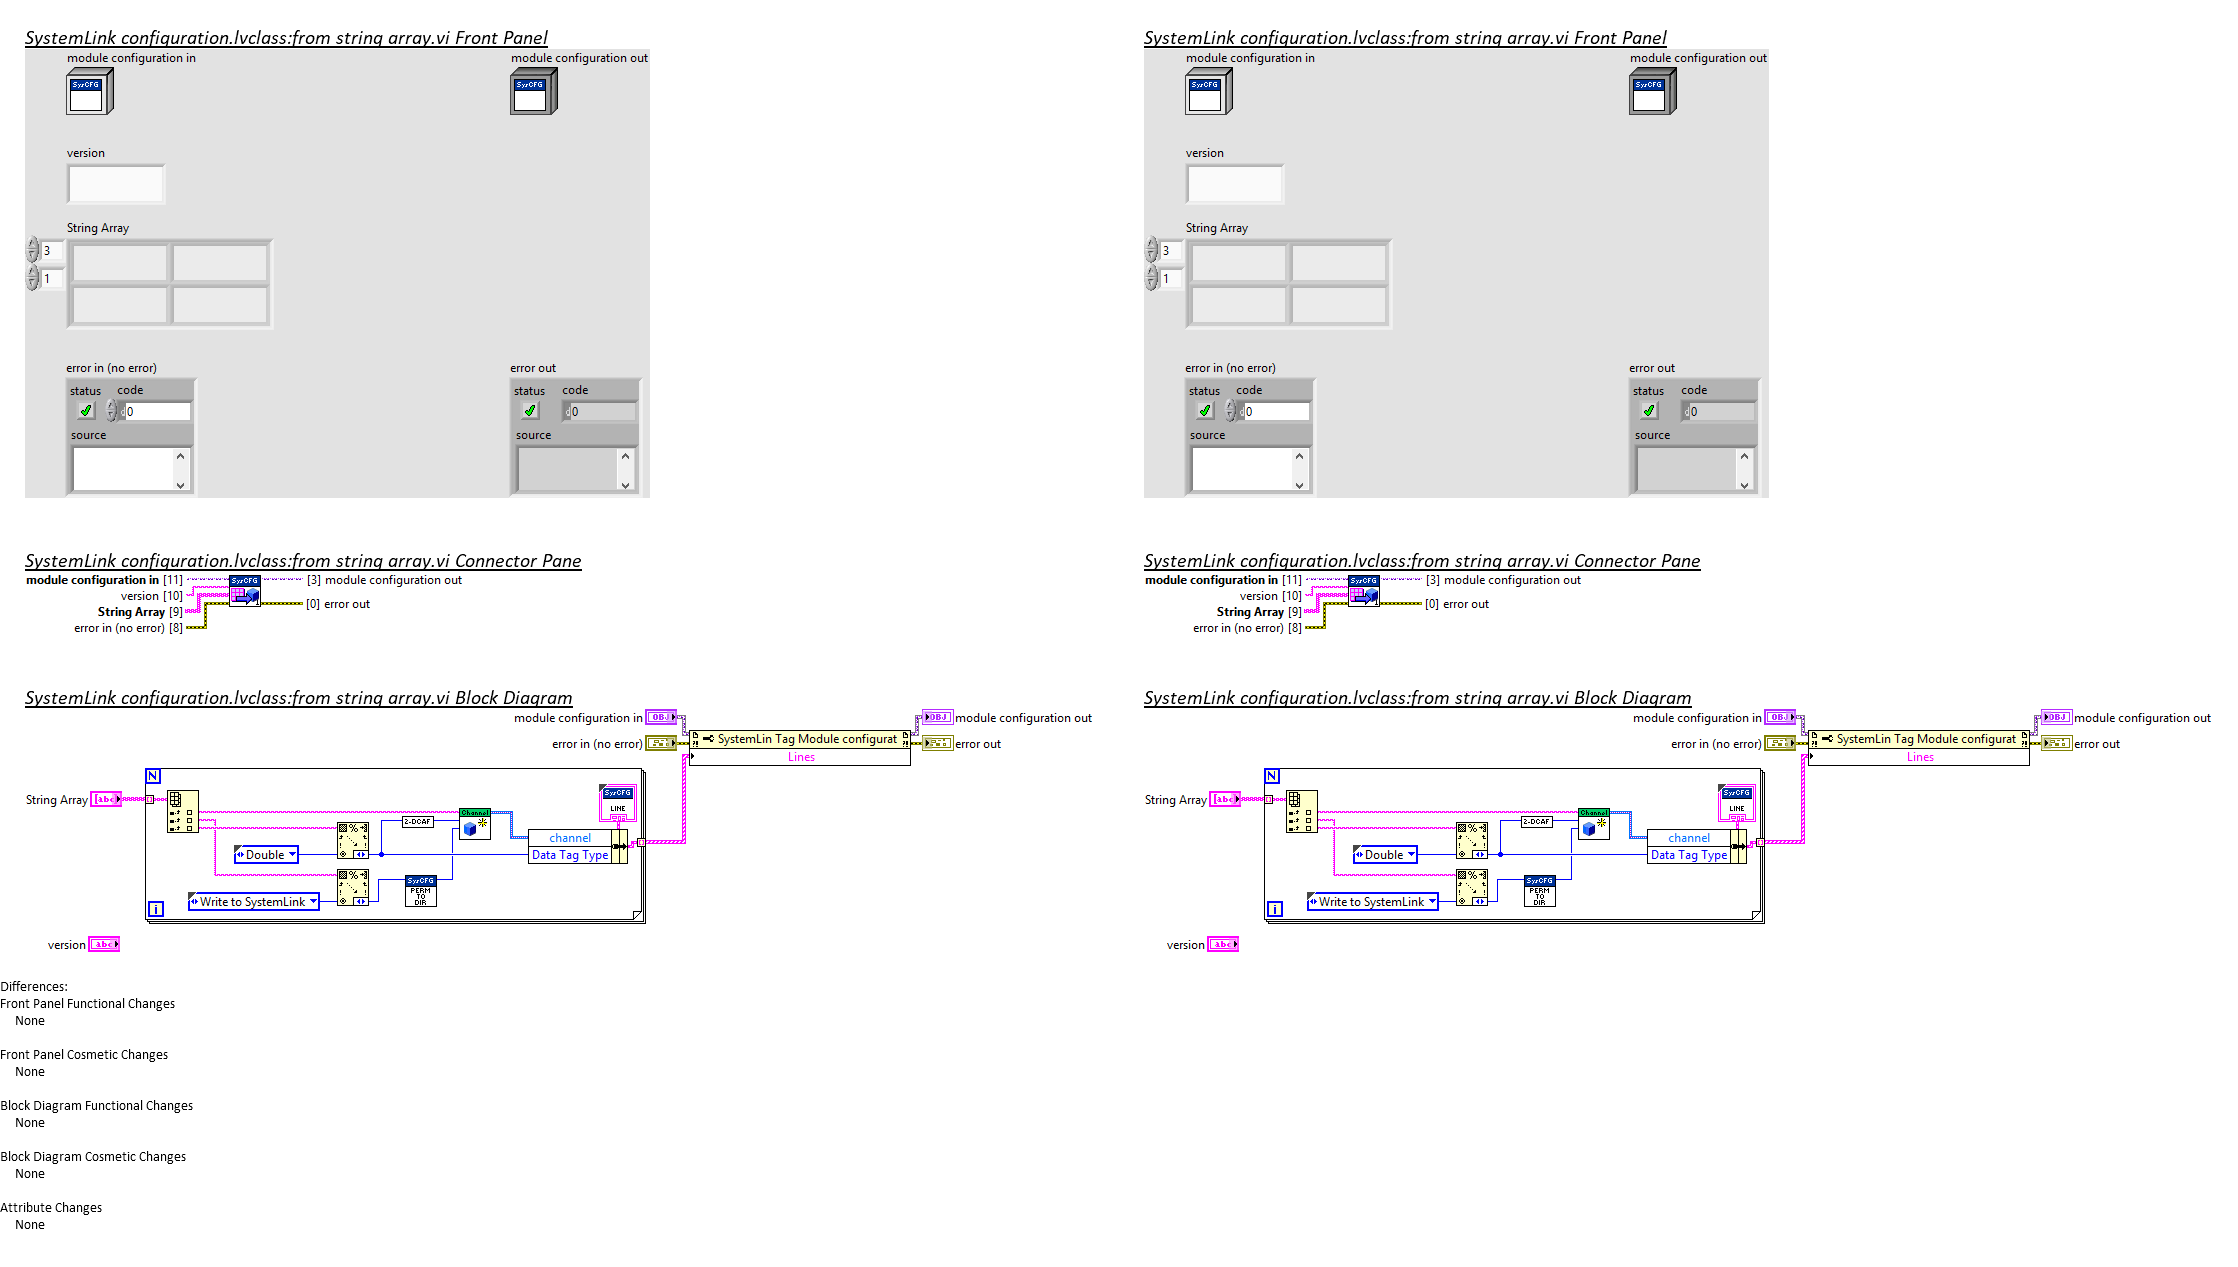 SystemLink configuration.lvclass:from string array.vi Front Panel
module configuration in
module configuration out
SysCFG
SysCFG
version
String Array
3
1
error in (no error)
error out
status
code
status
code
d0
d0
source
source
SystemLink configuration.lvclass:from string array.vi Connector Pane
module configuration in [11]
SysCFG
[3] module configuration out
version [10]
[0] error out
String Array [9]
error in (no error) [8]
SystemLink configuration.lvclass:from string array.vi Block Diagram
module configuration in
OBJ
OBJ
module configuration out
error in (no error)
SystemLin Tag Module configurat
error out
Lines
N
String Array
[abc]
SysCFG
LINE
Channel
2-DCAF
channel
Double
Data Tag Type
SysCFG
PERM
TO
DIR
Write to SystemLink
i
version
abc
SystemLink configuration.lvclass:from string array.vi Front Panel
module configuration in
module configuration out
SysCFG
SysCFG
version
String Array
3
1
error in (no error)
error out
status
code
status
code
d0
d0
source
source
SystemLink configuration.lvclass:from string array.vi Connector Pane
module configuration in [11]
SysCFG
[3] module configuration out
version [10]
[0] error out
String Array [9]
error in (no error) [8]
SystemLink configuration.lvclass:from string array.vi Block Diagram
module configuration in
OBJ
OBJ
module configuration out
error in (no error)
SystemLin Tag Module configurat
error out
Lines
N
String Array
[abc]
SysCFG
LINE
Channel
2-DCAF
channel
Double
Data Tag Type
SysCFG
PERM
TO
DIR
Write to SystemLink
i
version
abc
Differences:
Front Panel Functional Changes
None
Front Panel Cosmetic Changes
None
Block Diagram Functional Changes
None
Block Diagram Cosmetic Changes
None
Attribute Changes
None